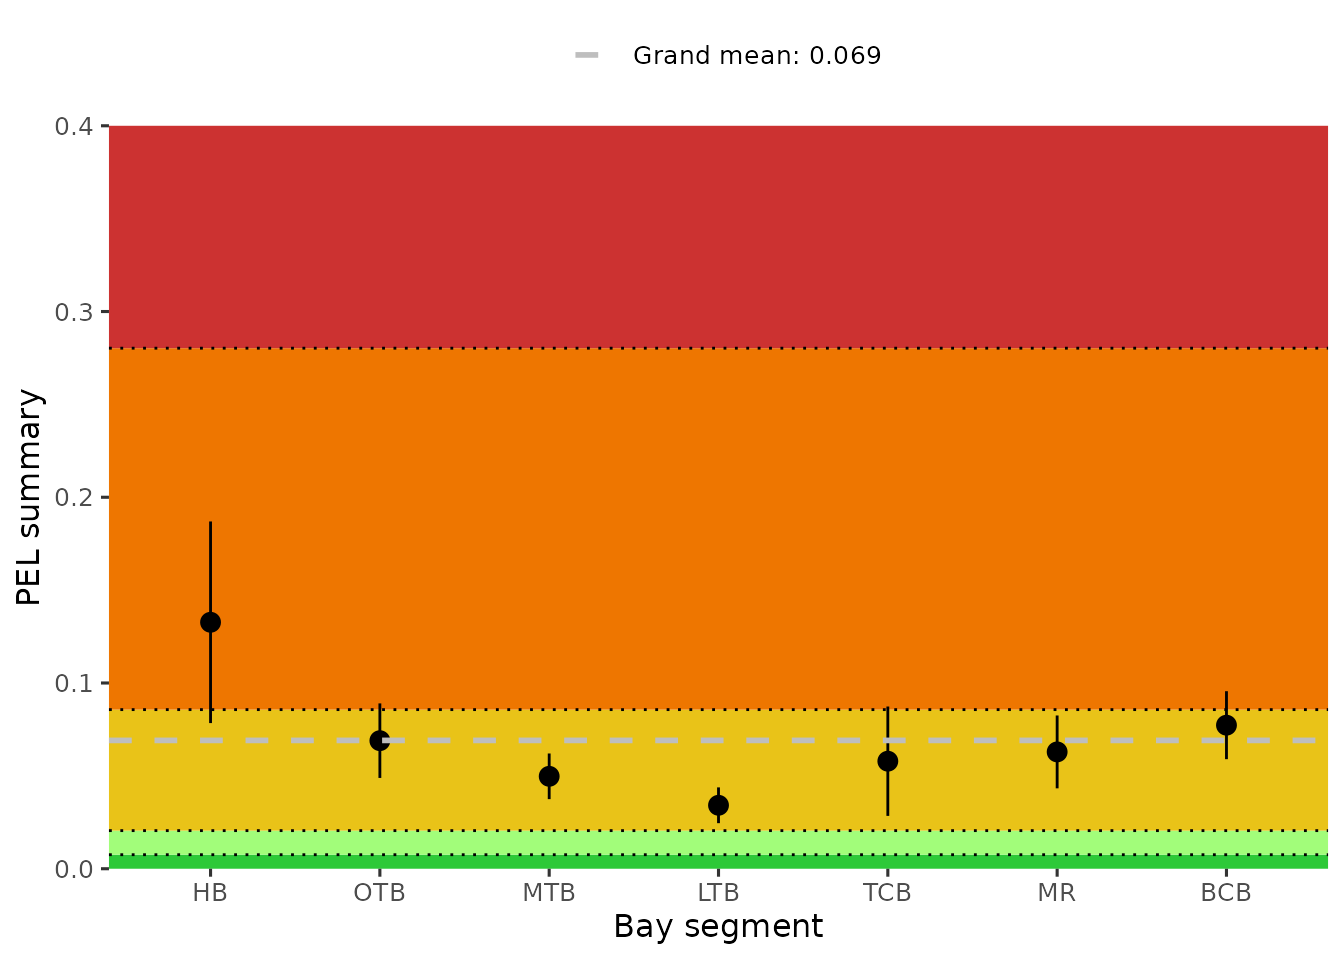 Grand mean: 0.069
0.4
0.3
0.2
0.1
0.0
PEL summary
HB OTB MTB LTB TCB MR BCB
Bay segment